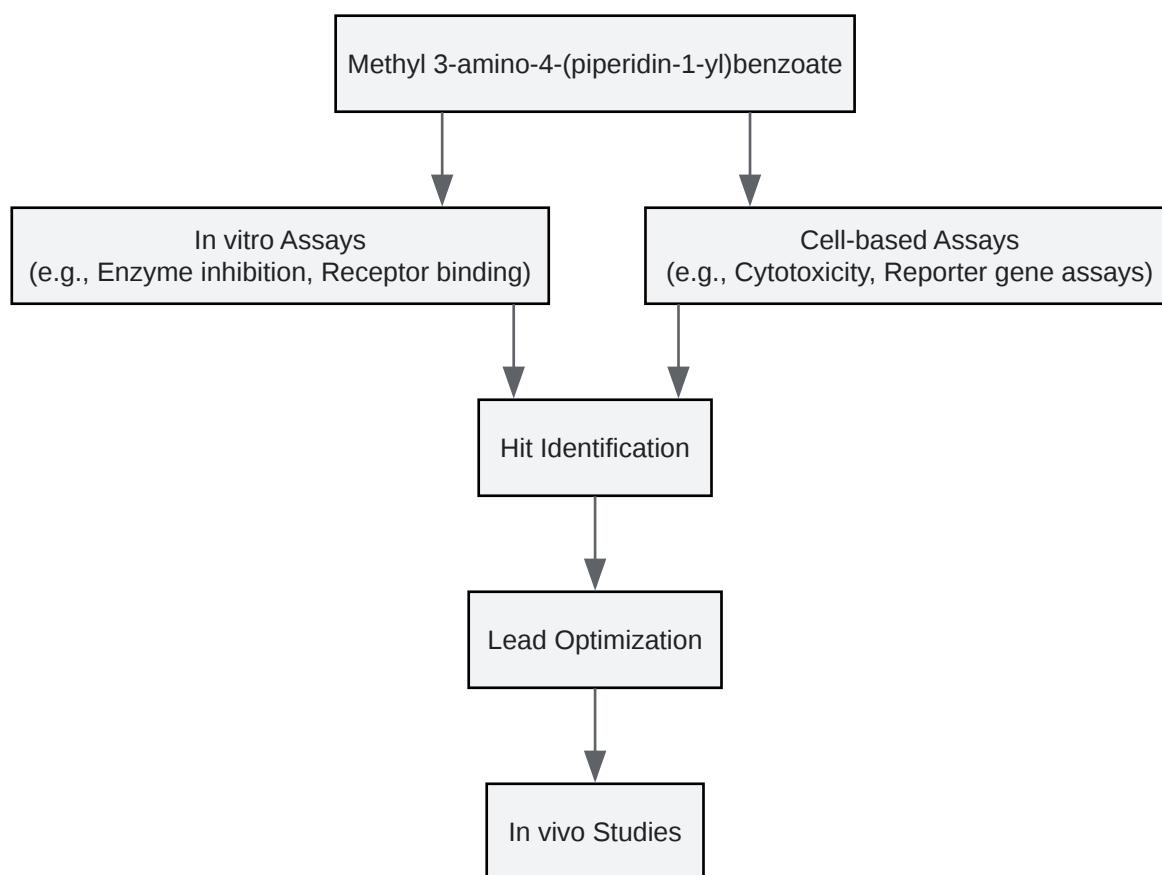 Methyl 3-amino-4-(piperidin-1-yl)benzoate
In vitro Assays
(e.g., Enzyme inhibition, Receptor binding)
Cell-based Assays
(e.g., Cytotoxicity, Reporter gene assays)
Hit Identification
Lead Optimization
In vivo Studies